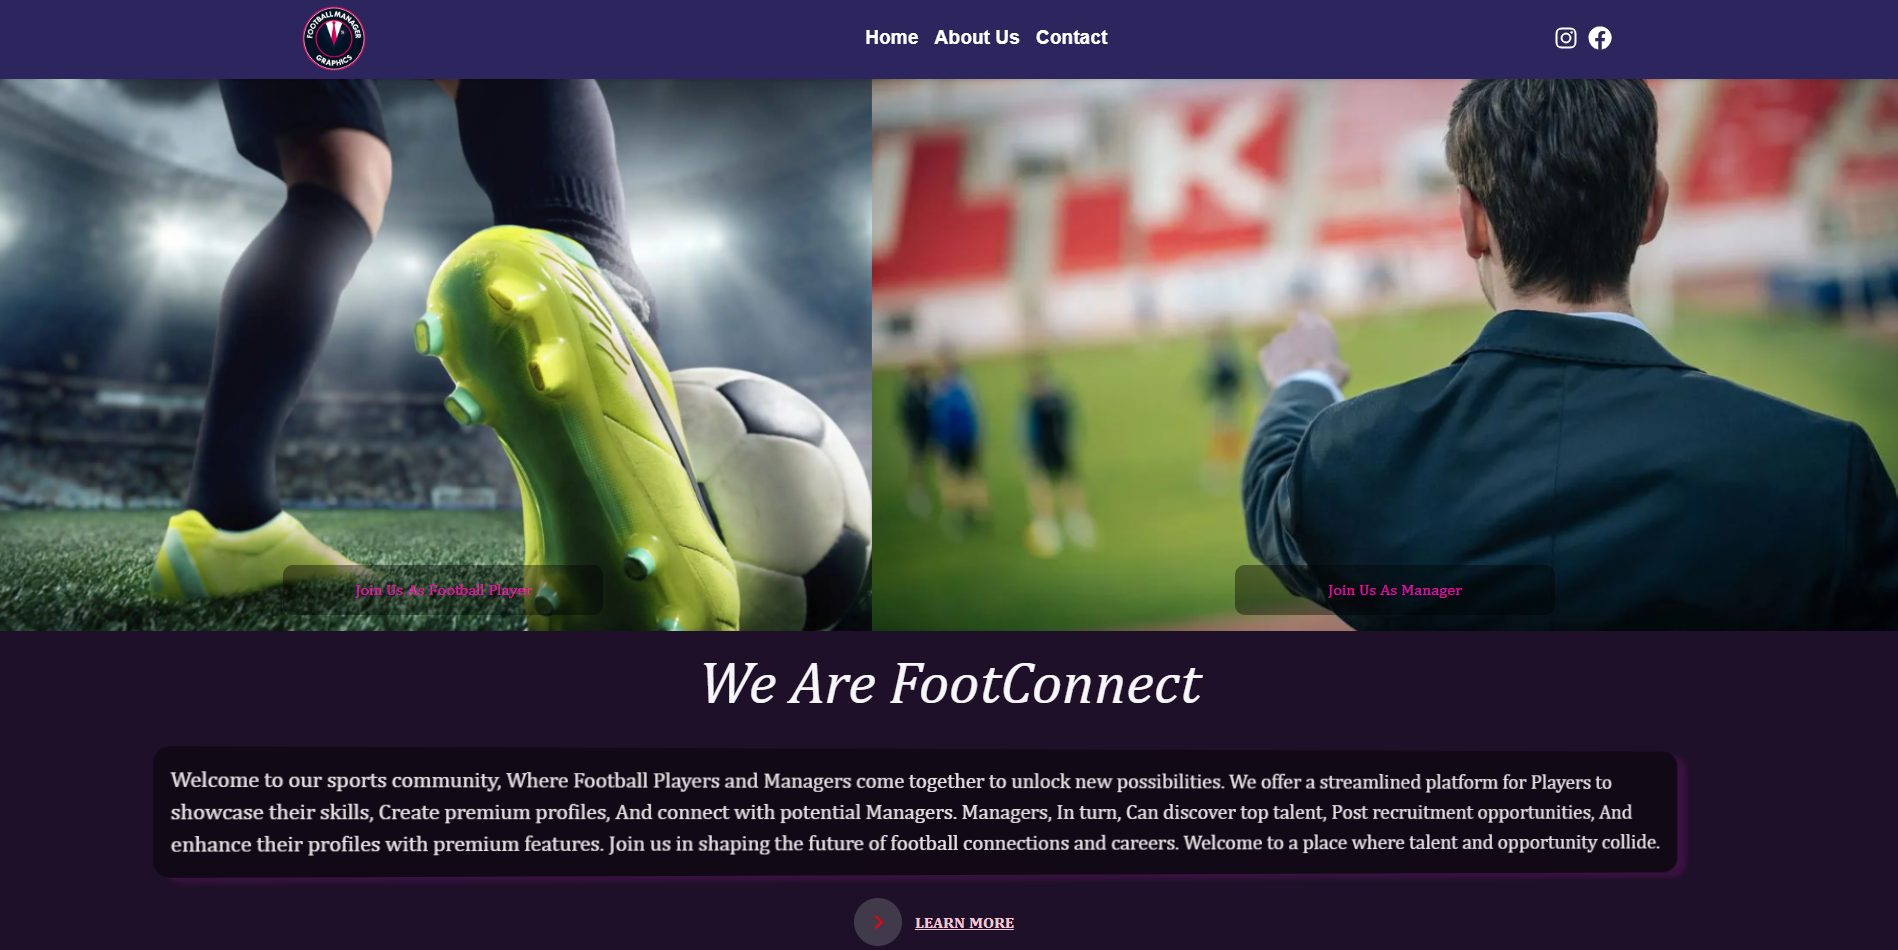 FOOTBALL MANAGER
GRAPHICS
Home About Us Contact
K
Join Us As Football Player
Join Us As Manager
We Are FootConnect
Welcome to our sports community, Where Football Players and Managers come together to unlock new possibilities. We offer a streamlined platform for Players to
showcase their skills, Create premium profiles, And connect with potential Managers. Managers, In turn, Can discover top talent, Post recruitment opportunities, And
enhance their profiles with premium features. Join us in shaping the future of football connections and careers. Welcome to a place where talent and opportunity collide.
LEARN MORE